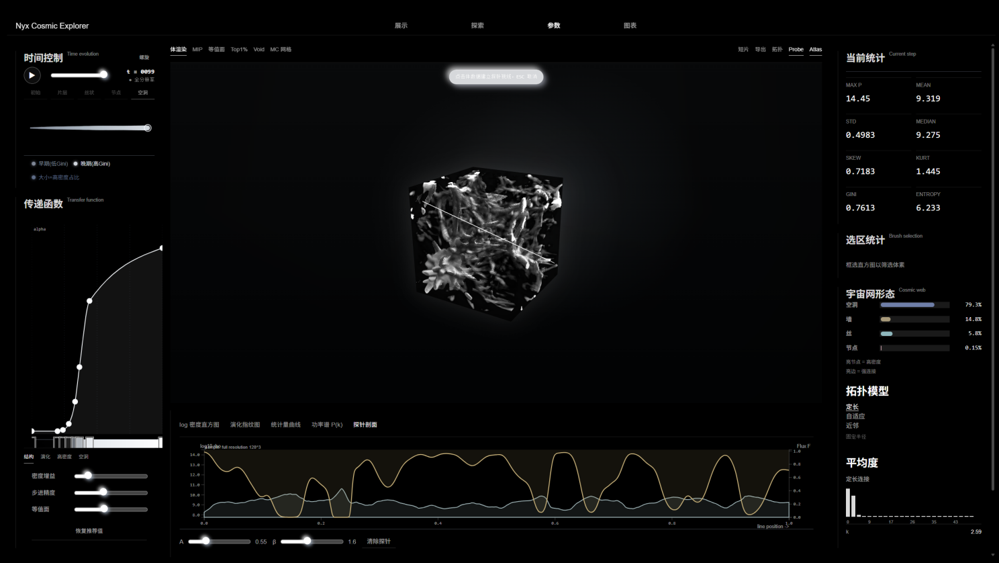 Nyx Cosmic Explorer
展示 探索 参数 图表
时间控制 Time evolution
螺旋
t = 0099
全分辨率
初始 片层 丝状 节点 空洞
早期(低Gini) 晚期(高Gini)
大小=高密度占比
传递函数 Transfer function
alpha
结构 演化 高密度 空洞
密度增益
步进精度
等值面
恢复推荐值
体渲染 MIP 等值面 Top1% Void MC 网格
短片 导出 拓扑 Probe Atlas
ESC
log 密度直方图 演化指纹图 统计量曲线 功率谱 P(k) 探针剖面
full resolution 128^3
Flux F
14.0
13.0
12.0
11.0
10.0
9.0
8.0
1.0
0.8
0.6
0.4
0.2
0.0
0.0 0.2 0.4 0.6 0.8 1.0
line position ->
A 0.55 β 1.6 清除探针
当前统计 Current step
MAX ρ MEAN
14.45 9.319
STD MEDIAN
0.4983 9.275
SKEW KURT
0.7183 1.445
GINI ENTROPY
0.7613 6.233
选区统计 Brush selection
框选直方图以筛选体素
宇宙网形态 Cosmic web
空洞 79.3%
墙 14.8%
丝 5.8%
节点 0.15%
亮节点 = 高密度
亮边 = 强连接
拓扑模型
定长
自适应
近邻
固定半径
平均度
定长连接
0 9 17 26 35 43
k 2.59